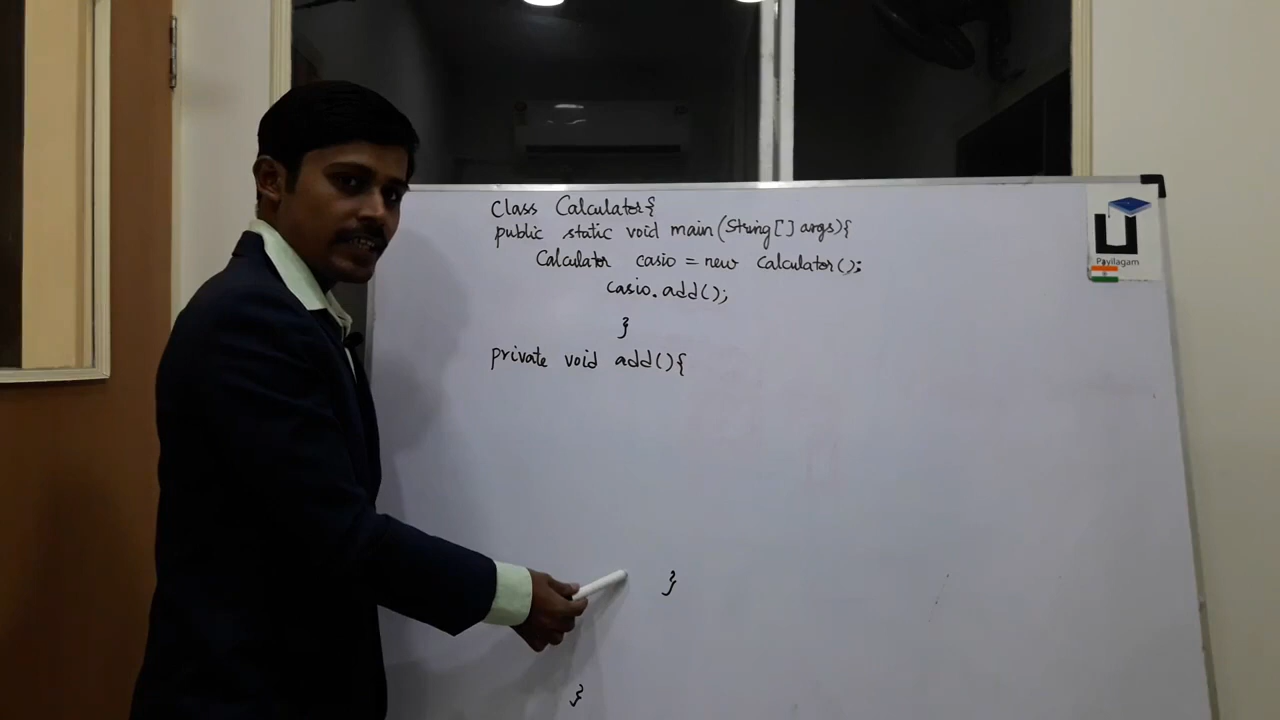 Class Calculator{
public static void main(String[] args){
Calculator casio = new Calculator();
casio.add();
}
private void add(){
}
}
Payilagam